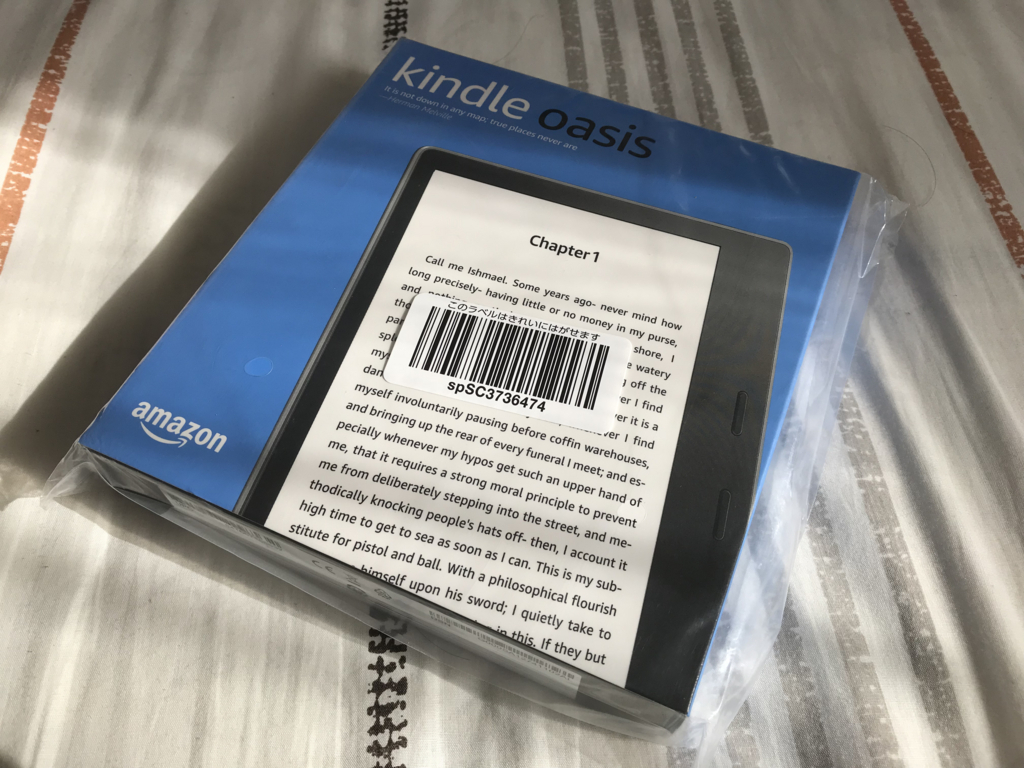 kindle oasis
It is not down in any map; true places never are
—Herman Melville
Chapter 1
Call me Ishmael. Some years ago- never mind how
long precisely- having little or no money in my purse,
and
shore, I
watery
off the
I find
このラベルはきれいにはがせます
spSC3736474
it is a
I find
myself involuntarily pausing before coffin warehouses,
and bringing up the rear of every funeral I meet; and es-
pecially whenever my hypos get such an upper hand of
me, that it requires a strong moral principle to prevent
me from deliberately stepping into the street, and me-
thodically knocking people's hats off- then, I account it
high time to get to sea as soon as I can. This is my sub-
stitute for pistol and ball. With a philosophical flourish
himself upon his sword; I quietly take to
in this. If they but
amazon